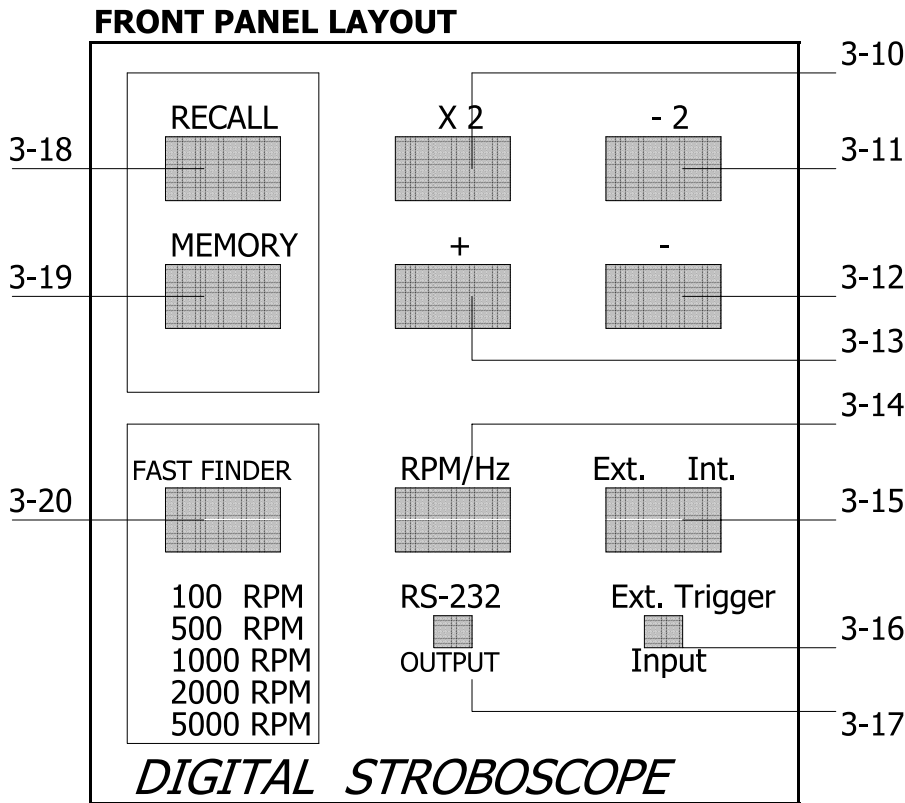 FRONT PANEL LAYOUT
3-10
RECALL X 2 - 2
3-18 3-11
MEMORY + -
3-19 3-12
3-13
3-14
FAST FINDER RPM/Hz Ext. Int.
3-20 3-15
100 RPM RS-232 Ext. Trigger
500 RPM
3-16
1000 RPM OUTPUT Input
2000 RPM
5000 RPM
3-17
DIGITAL STROBOSCOPE